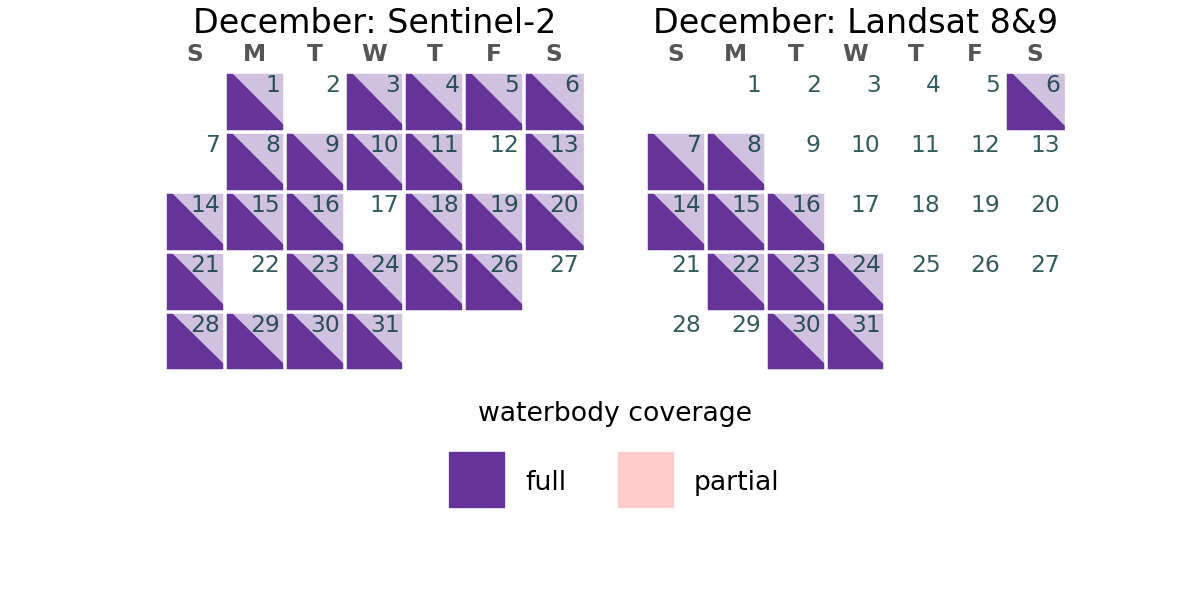 December: Sentinel-2
S M T W T F S
1 2 3 4 5 6
7 8 9 10 11 12 13
14 15 16 17 18 19 20
21 22 23 24 25 26 27
28 29 30 31
December: Landsat 8&9
S M T W T F S
1 2 3 4 5 6
7 8 9 10 11 12 13
14 15 16 17 18 19 20
21 22 23 24 25 26 27
28 29 30 31
waterbody coverage
full partial